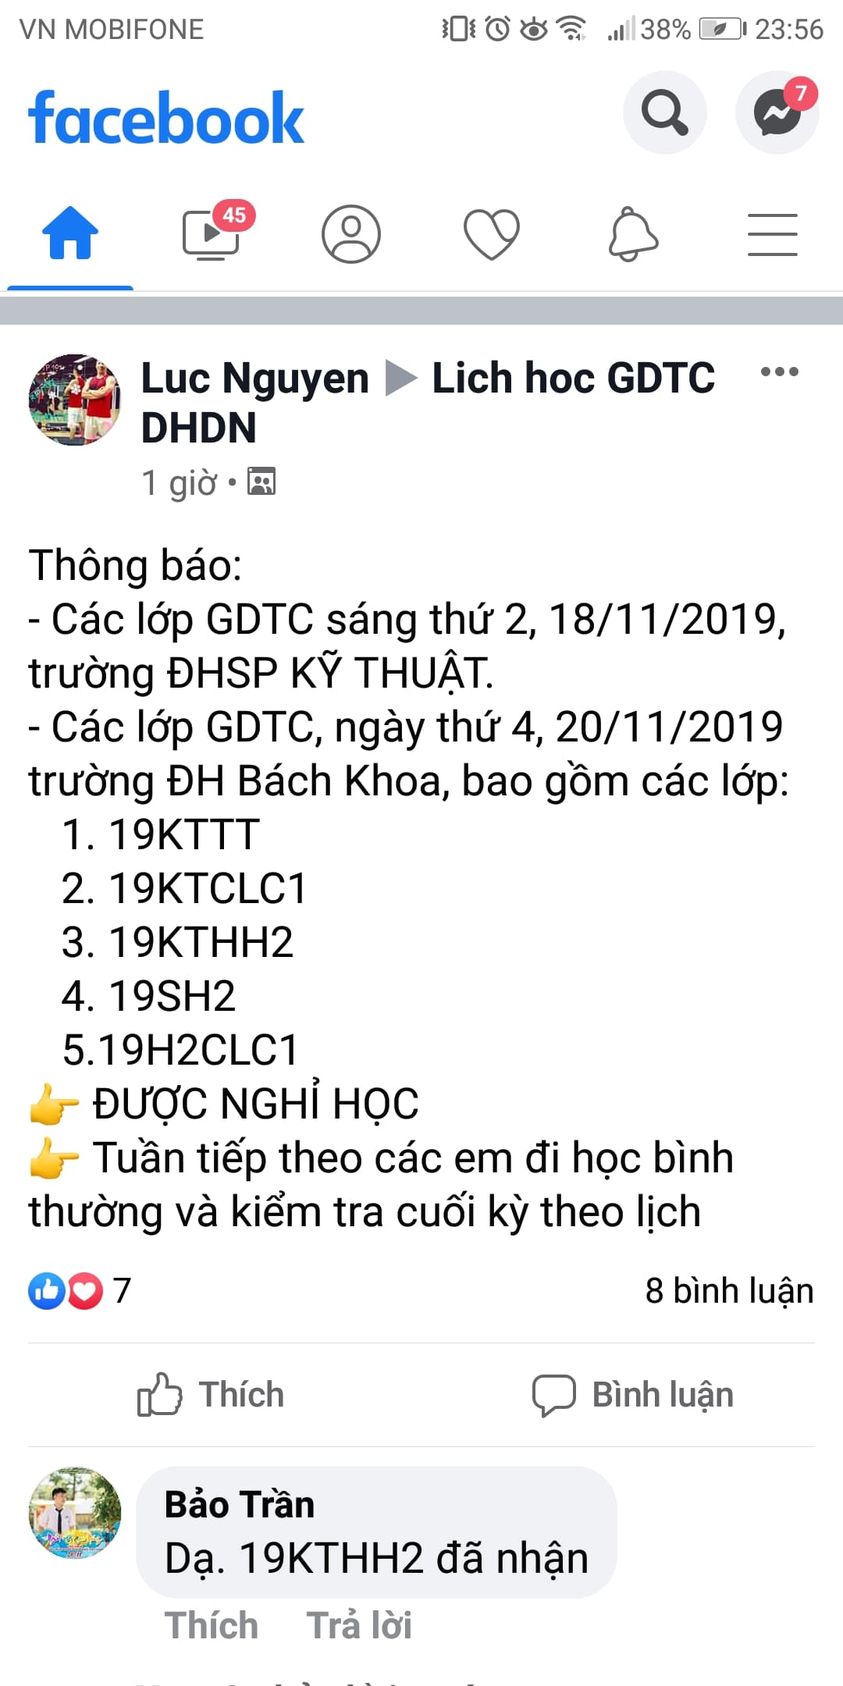 VN MOBIFONE 38% 23:56
facebook
7
45
Luc Nguyen ▶ Lich hoc GDTC
DHDN
1 giờ •
Thông báo:
- Các lớp GDTC sáng thứ 2, 18/11/2019,
trường ĐHSP KỸ THUẬT.
- Các lớp GDTC, ngày thứ 4, 20/11/2019
trường ĐH Bách Khoa, bao gồm các lớp:
1. 19KTTT
2. 19KTCLC1
3. 19KTHH2
4. 19SH2
5.19H2CLC1
👉 ĐƯỢC NGHỈ HỌC
👉 Tuần tiếp theo các em đi học bình
thường và kiểm tra cuối kỳ theo lịch
7 8 bình luận
Thích Bình luận
Bảo Trần
Dạ. 19KTHH2 đã nhận
Thích Trả lời